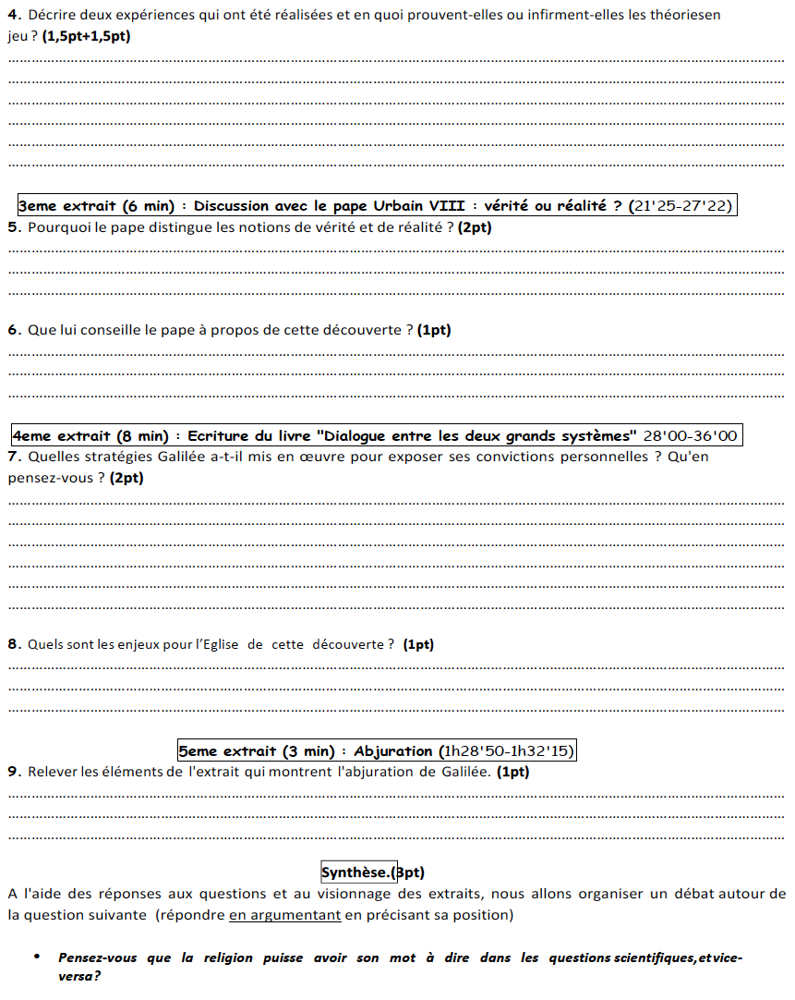 4. Décrire deux expériences qui ont été réalisées et en quoi prouvent-elles ou infirment-elles les théoriesen
jeu ? (1,5pt+1,5pt)
3eme extrait (6 min) : Discussion avec le pape Urbain VIII : vérité ou réalité ? (21'25-27'22)
5. Pourquoi le pape distingue les notions de vérité et de réalité ? (2pt)
6. Que lui conseille le pape à propos de cette découverte ? (1pt)
4eme extrait (8 min) : Ecriture du livre "Dialogue entre les deux grands systèmes" 28'00-36'00
7. Quelles stratégies Galilée a-t-il mis en œuvre pour exposer ses convictions personnelles ? Qu'en
pensez-vous ? (2pt)
8. Quels sont les enjeux pour l’Eglise de cette découverte ? (1pt)
5eme extrait (3 min) : Abjuration (1h28'50-1h32'15)
9. Relever les éléments de l'extrait qui montrent l'abjuration de Galilée. (1pt)
Synthèse.(3pt)
A l'aide des réponses aux questions et au visionnage des extraits, nous allons organiser un débat autour de
la question suivante (répondre en argumentant en précisant sa position)
• Pensez-vous que la religion puisse avoir son mot à dire dans les questions scientifiques,etvice-
versa?